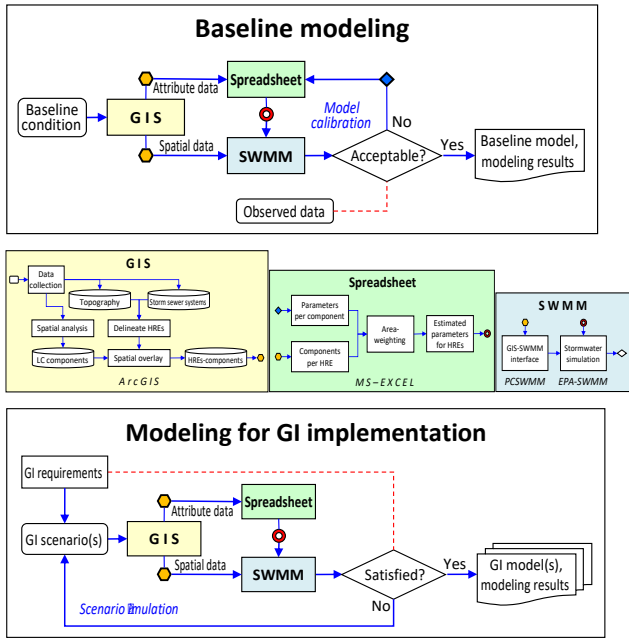 Baseline modeling
Attribute data
Spreadsheet
Baseline
condition
G I S
Model
calibration
No
Spatial data
SWMM
Acceptable?
Yes
Baseline model,
modeling results
Observed data
G I S
Data
collection
Topography
Storm sewer systems
Spatial analysis
Delineate HREs
LC components
Spatial overlay
HREs-components
ArcGIS
Spreadsheet
Parameters
per component
Components
per HRE
Area-
weighting
Estimated
parameters
for HREs
MS–EXCEL
S W M M
GIS-SWMM
interface
Stormwater
simulation
PCSWMM
EPA-SWMM
Modeling for GI implementation
GI requirements
Attribute data
Spreadsheet
GI scenario(s)
G I S
Spatial data
SWMM
Satisfied?
Yes
GI model(s),
modeling results
No
Scenario